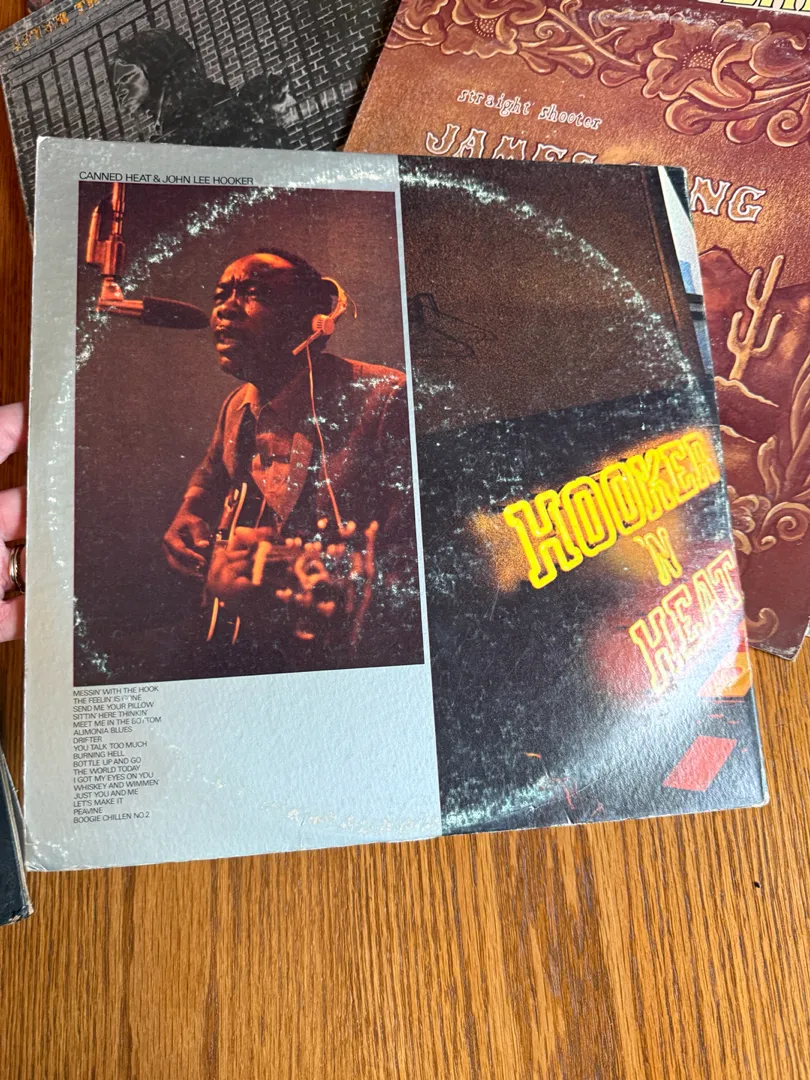 straight shooter
JAMES
NG
CANNED HEAT & JOHN LEE HOOKER
HOOKER
'N
HEAT
MESSIN' WITH THE HOOK
THE FEELIN' IS GONE
SEND ME YOUR PILLOW
SITTIN' HERE THINKIN'
MEET ME IN THE BOTTOM
ALIMONIA BLUES
DRIFTER
YOU TALK TOO MUCH
BURNING HELL
BOTTLE UP AND GO
THE WORLD TODAY
I GOT MY EYES ON YOU
WHISKEY AND WIMMEN'
JUST YOU AND ME
LET'S MAKE IT
PEAVINE
BOOGIE CHILLEN NO.2